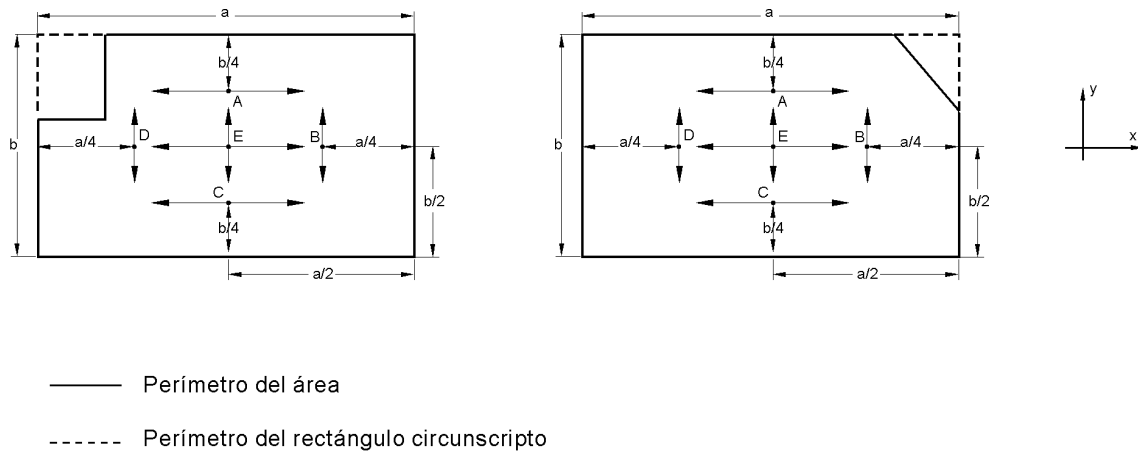 a
b/4
A
D
E
B
a/4
a/4
b
C
b/4
b/2
a/2
a
b/4
A
D
E
B
a/4
a/4
b
C
b/4
b/2
a/2
y
x
Perímetro del área
Perímetro del rectángulo circunscripto